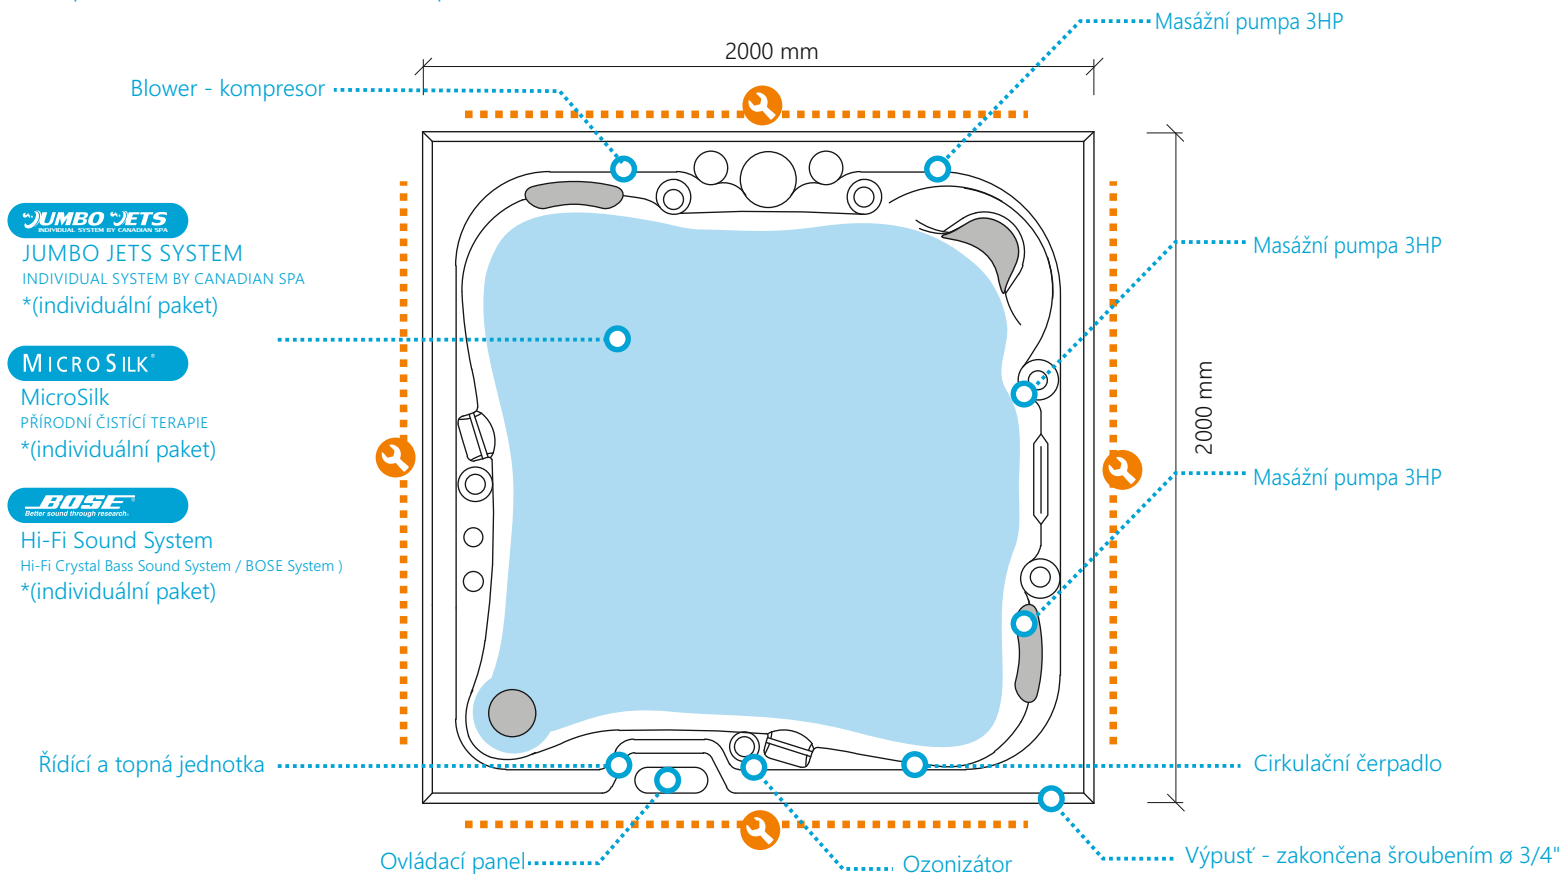 Masážní pumpa 3HP
2000 mm
Blower - kompresor
JUMBO JETS
INDIVIDUAL SYSTEM BY CANADIAN SPA
JUMBO JETS SYSTEM
INDIVIDUAL SYSTEM BY CANADIAN SPA
*(individuální paket)
Masážní pumpa 3HP
MICROSILK®
MicroSilk
PŘÍRODNÍ ČISTÍCÍ TERAPIE
*(individuální paket)
2000 mm
Masážní pumpa 3HP
BOSE®
Better sound through research.
Hi-Fi Sound System
Hi-Fi Crystal Bass Sound System / BOSE System )
*(individuální paket)
Řídící a topná jednotka
Cirkulační čerpadlo
Ovládací panel
Ozonizátor
Výpusť - zakončena šroubením ø 3/4"